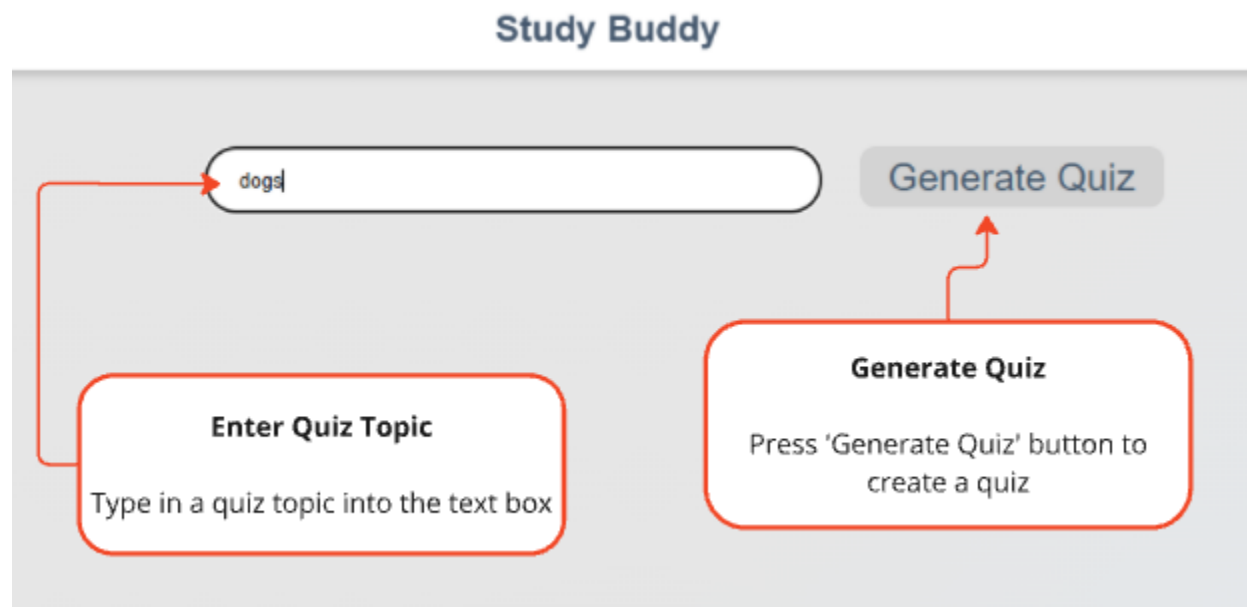 Study Buddy
dogs
Generate Quiz
Enter Quiz Topic
Type in a quiz topic into the text box
Generate Quiz
Press 'Generate Quiz' button to
create a quiz